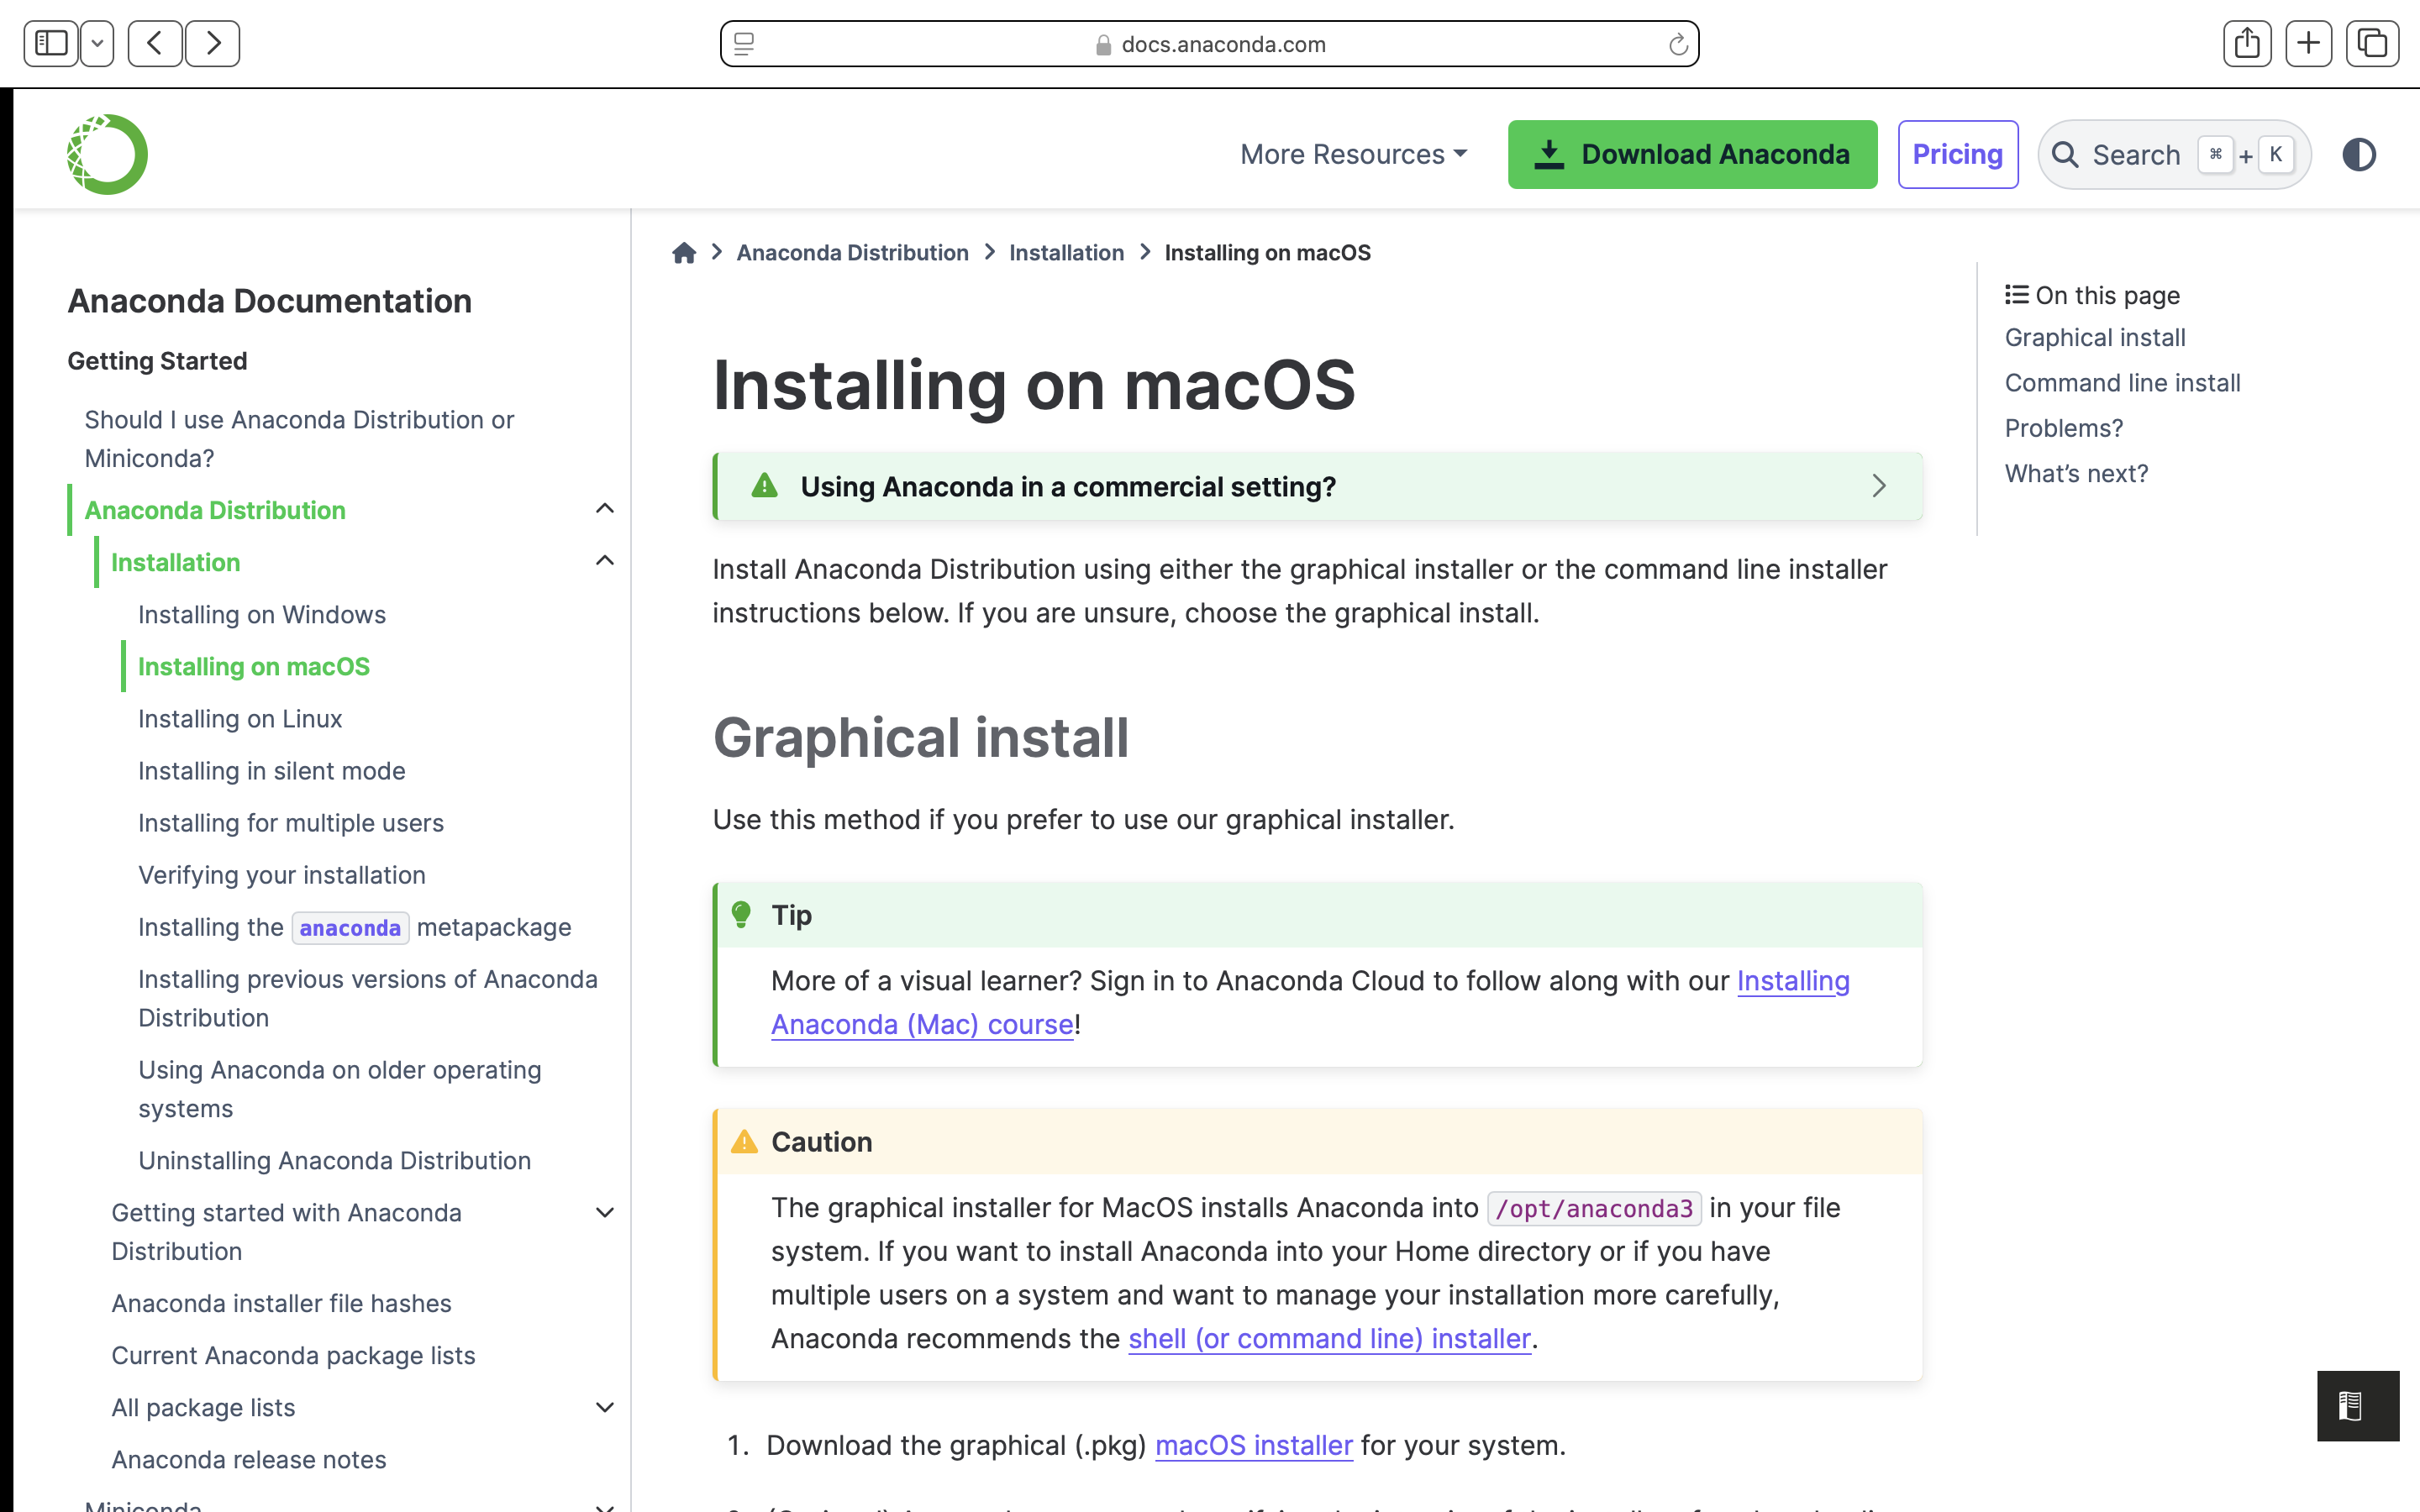 docs.anaconda.com
More Resources
Download Anaconda
Pricing
Search ⌘ + K
Anaconda Documentation
Getting Started
Should I use Anaconda Distribution or
Miniconda?
Anaconda Distribution
Installation
Installing on Windows
Installing on macOS
Installing on Linux
Installing in silent mode
Installing for multiple users
Verifying your installation
Installing the anaconda metapackage
Installing previous versions of Anaconda
Distribution
Using Anaconda on older operating
systems
Uninstalling Anaconda Distribution
Getting started with Anaconda
Distribution
Anaconda installer file hashes
Current Anaconda package lists
All package lists
Anaconda release notes
Miniconda
Anaconda Distribution > Installation > Installing on macOS
Installing on macOS
Using Anaconda in a commercial setting?
Install Anaconda Distribution using either the graphical installer or the command line installer
instructions below. If you are unsure, choose the graphical install.
Graphical install
Use this method if you prefer to use our graphical installer.
Tip
More of a visual learner? Sign in to Anaconda Cloud to follow along with our Installing
Anaconda (Mac) course!
Caution
The graphical installer for MacOS installs Anaconda into /opt/anaconda3 in your file
system. If you want to install Anaconda into your Home directory or if you have
multiple users on a system and want to manage your installation more carefully,
Anaconda recommends the shell (or command line) installer.
1. Download the graphical (.pkg) macOS installer for your system.
On this page
Graphical install
Command line install
Problems?
What's next?